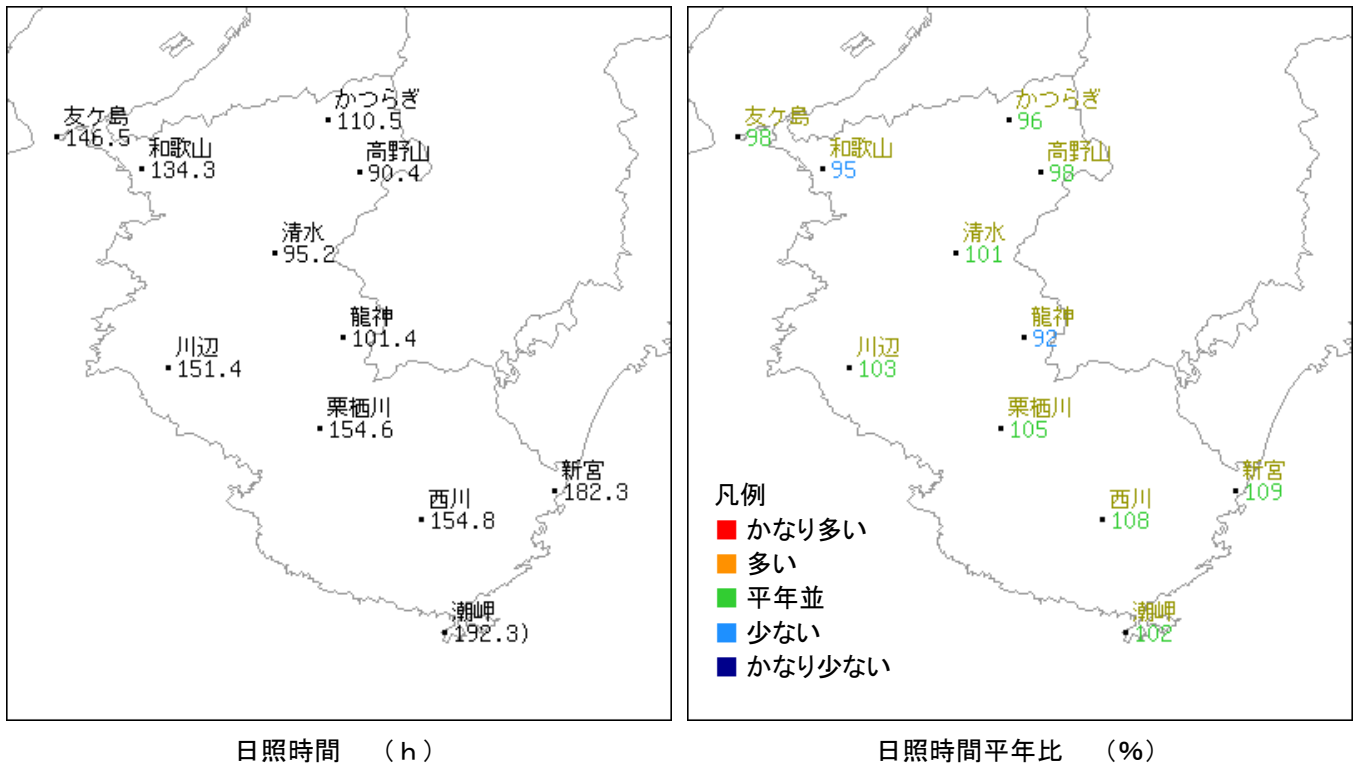 友ケ島
146.5
和歌山
134.3
かつらぎ
110.5
高野山
90.4
清水
95.2
龍神
101.4
川辺
151.4
栗栖川
154.6
新宮
182.3
西川
154.8
潮岬
192.3)
日照時間 (h)
友ケ島
98
和歌山
95
かつらぎ
96
高野山
98
清水
101
龍神
92
川辺
103
栗栖川
105
新宮
109
西川
108
潮岬
102
凡例
かなり多い
多い
平年並
少ない
かなり少ない
日照時間平年比 (%)